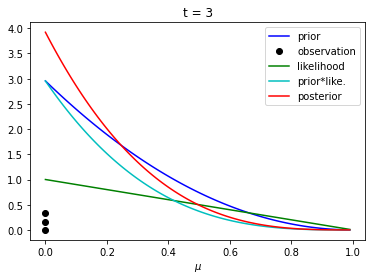 t = 3
4.0
3.5
3.0
2.5
2.0
1.5
1.0
0.5
0.0
prior
observation
likelihood
prior*like.
posterior
0.0 0.2 0.4 0.6 0.8 1.0
μ